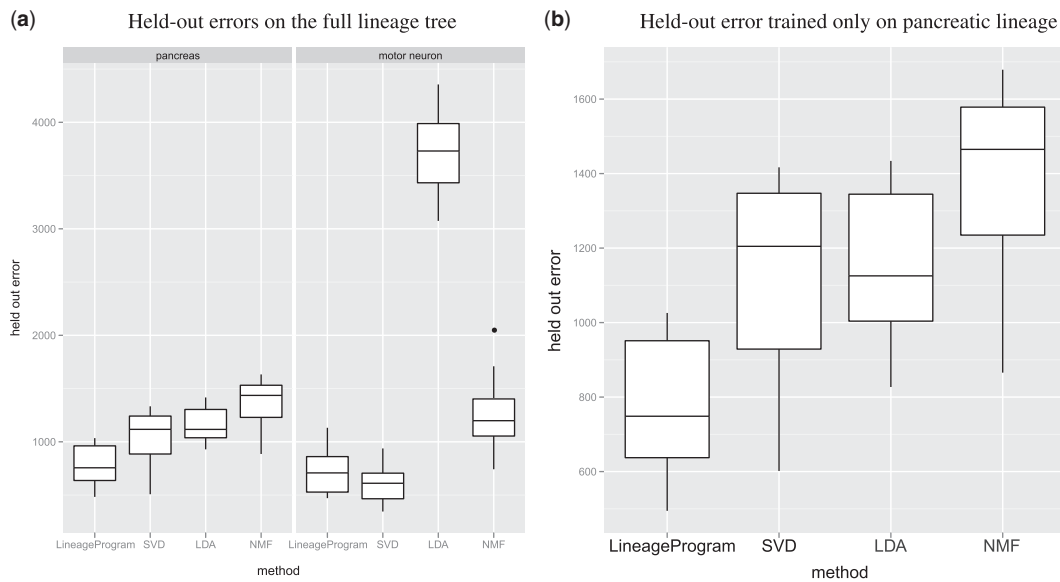 (a) Held-out errors on the full lineage tree
pancreas motor neuron
4000
3000
2000
1000
held out error
LineageProgram SVD LDA NMF LineageProgram SVD LDA NMF
method
(b) Held-out error trained only on pancreatic lineage
1600
1400
1200
1000
800
600
held out error
LineageProgram SVD LDA NMF
method